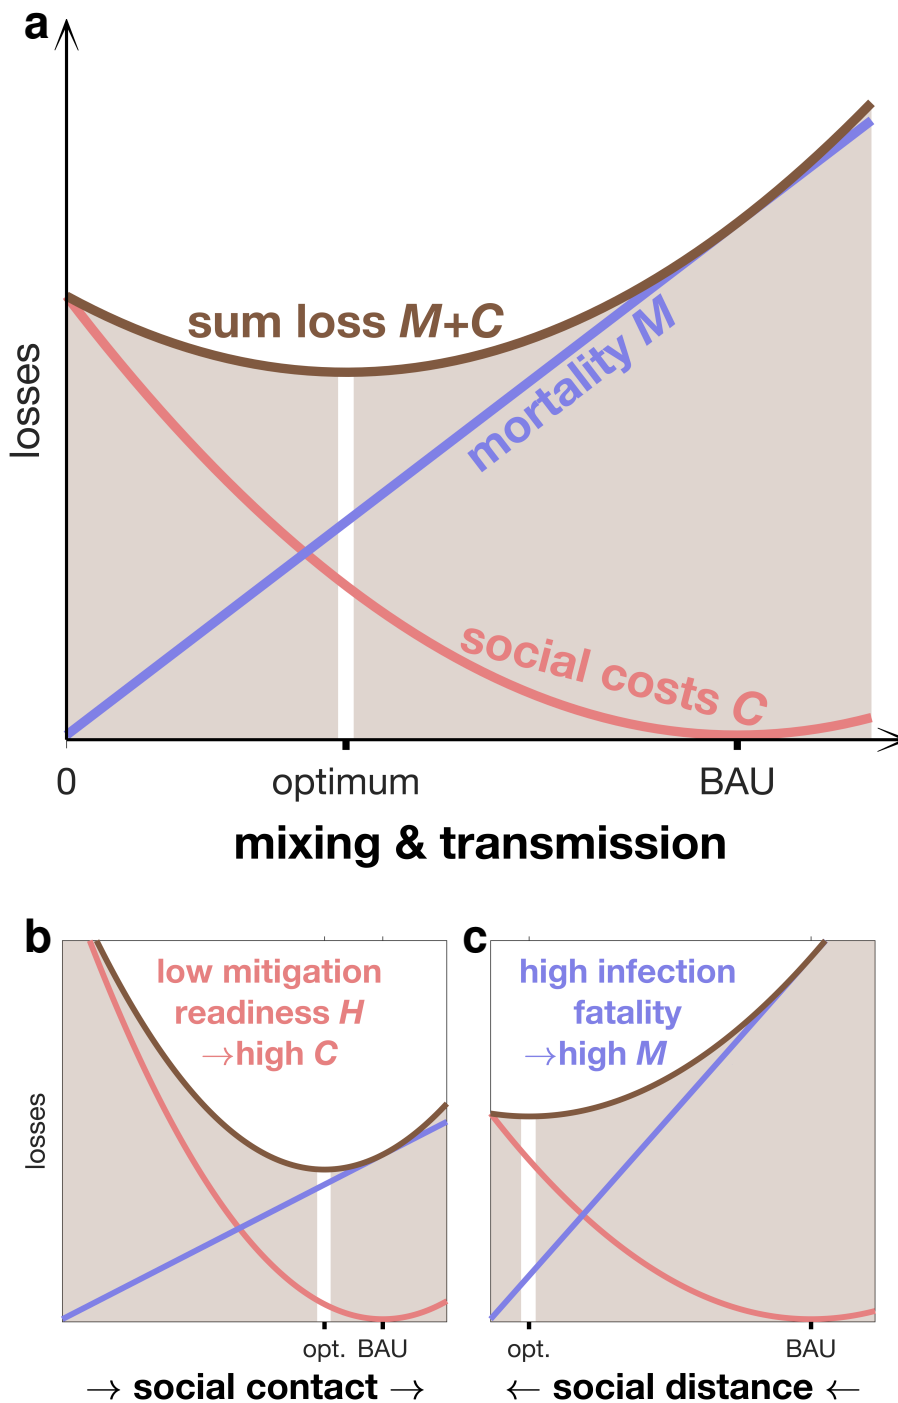 a
losses
sum loss M+C
mortality M
social costs C
0
optimum
BAU
mixing & transmission
b
low mitigation
readiness H
→high C
losses
opt.
BAU
→ social contact →
c
high infection
fatality
→high M
opt.
BAU
← social distance ←